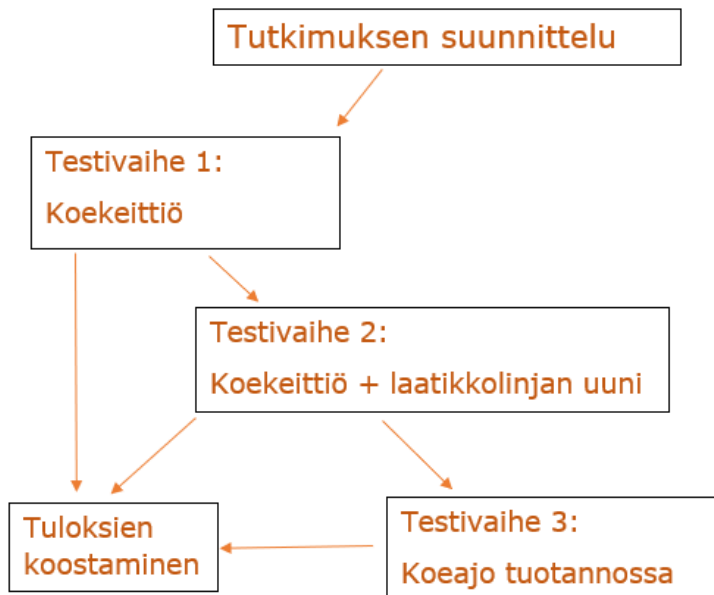 Tutkimuksen suunnittelu
Testivaihe 1:
Koekeittiö
Testivaihe 2:
Koekeittiö + laatikkolinjan uuni
Tuloksien
koostaminen
Testivaihe 3:
Koeajo tuotannossa